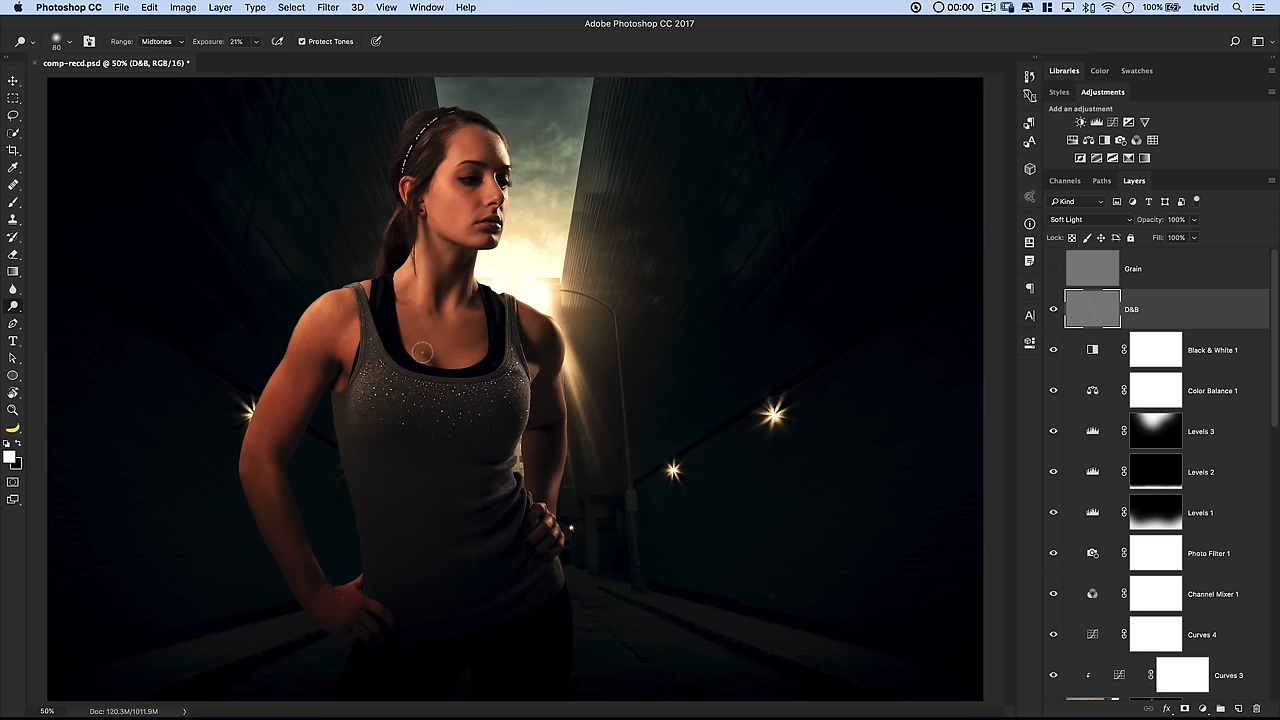 Photoshop CC File Edit Image Layer Type Select Filter 3D View Window Help 00:00 100% tutvid
Adobe Photoshop CC 2017
80 Range: Midtones Exposure: 21% Protect Tones
comp-recd.psd @ 50% (D&B, RGB/16) *
Libraries Color Swatches
Styles Adjustments
Add an adjustment
Channels Paths Layers
Kind
Soft Light Opacity: 100%
Lock: Fill: 100%
Grain
D&B
Black & White 1
Color Balance 1
Levels 3
Levels 2
Levels 1
Photo Filter 1
Channel Mixer 1
Curves 4
Curves 3
50% Doc: 120.3M/1011.9M